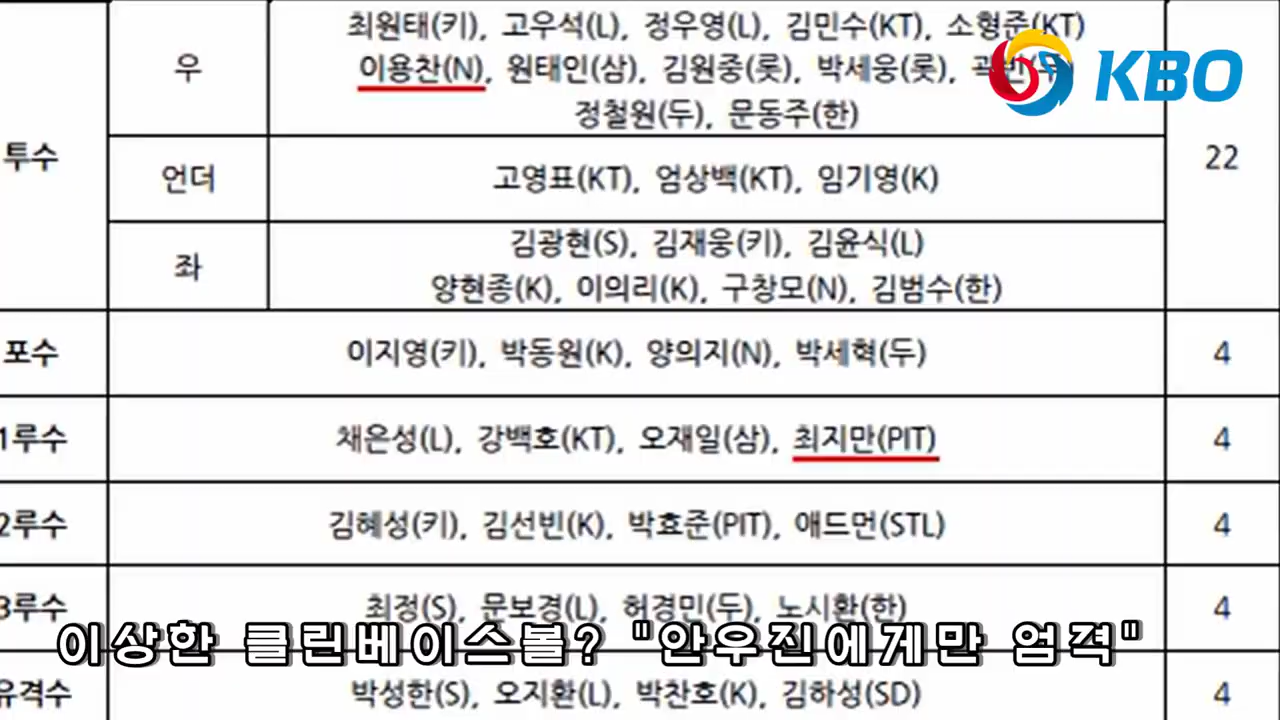 최원태(키), 고우석(L), 정우영(L), 김민수(KT), 소형준(KT)
우
이용찬(N), 원태인(삼), 김원중(롯), 박세웅(롯),
KBO
정철원(두), 문동주(한)
투수
22
언더
고영표(KT), 엄상백(KT), 임기영(K)
김광현(S), 김재웅(키), 김윤식(L)
좌
양현종(K), 이의리(K), 구창모(N), 김범수(한)
포수
이지영(키), 박동원(K), 양의지(N), 박세혁(두)
4
1루수
채은성(L), 강백호(KT), 오재일(삼), 최지만(PIT)
4
2루수
김혜성(키), 김선빈(K), 박효준(PIT), 애드먼(STL)
4
3루수
최정(S), 문보경(L), 허경민(두), 노시환(한)
4
이상한 클린베이스볼? "안우진에게만 엄격"
유격수
박성한(S), 오지환(L), 박찬호(K), 김하성(SD)
4